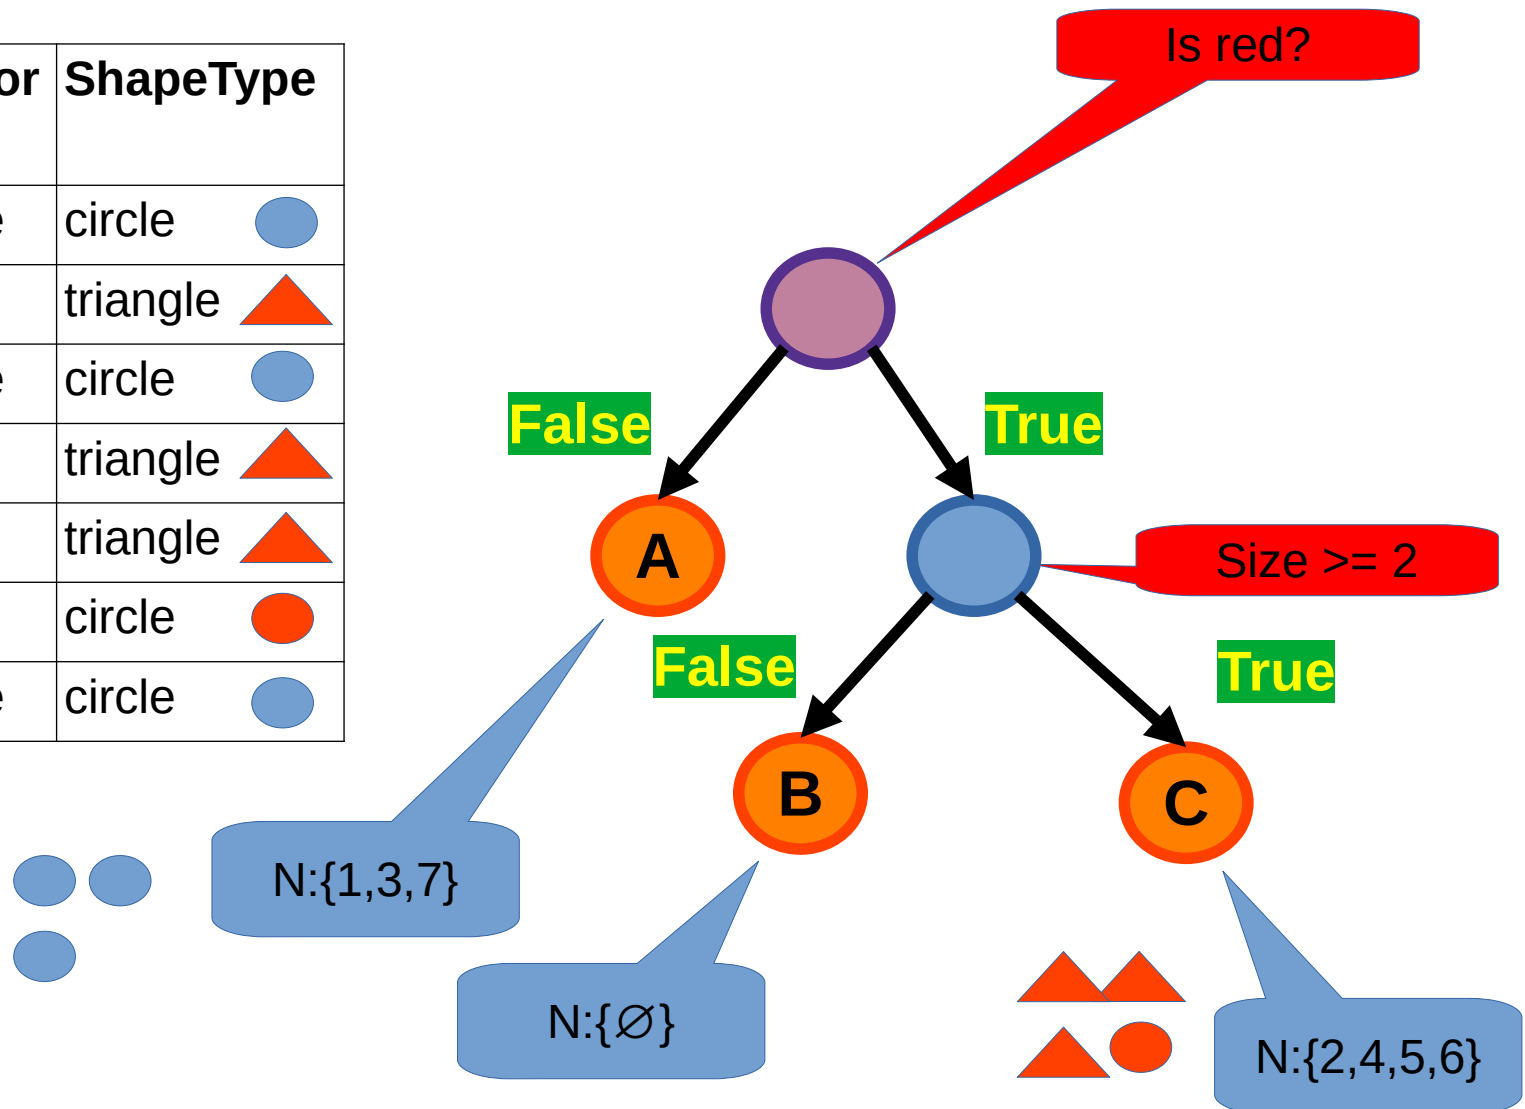 or ShapeType
e circle
triangle
e circle
triangle
triangle
circle
e circle
Is red?
False
True
A
Size >= 2
False
True
B
C
N:{1,3,7}
N:{∅}
N:{2,4,5,6}